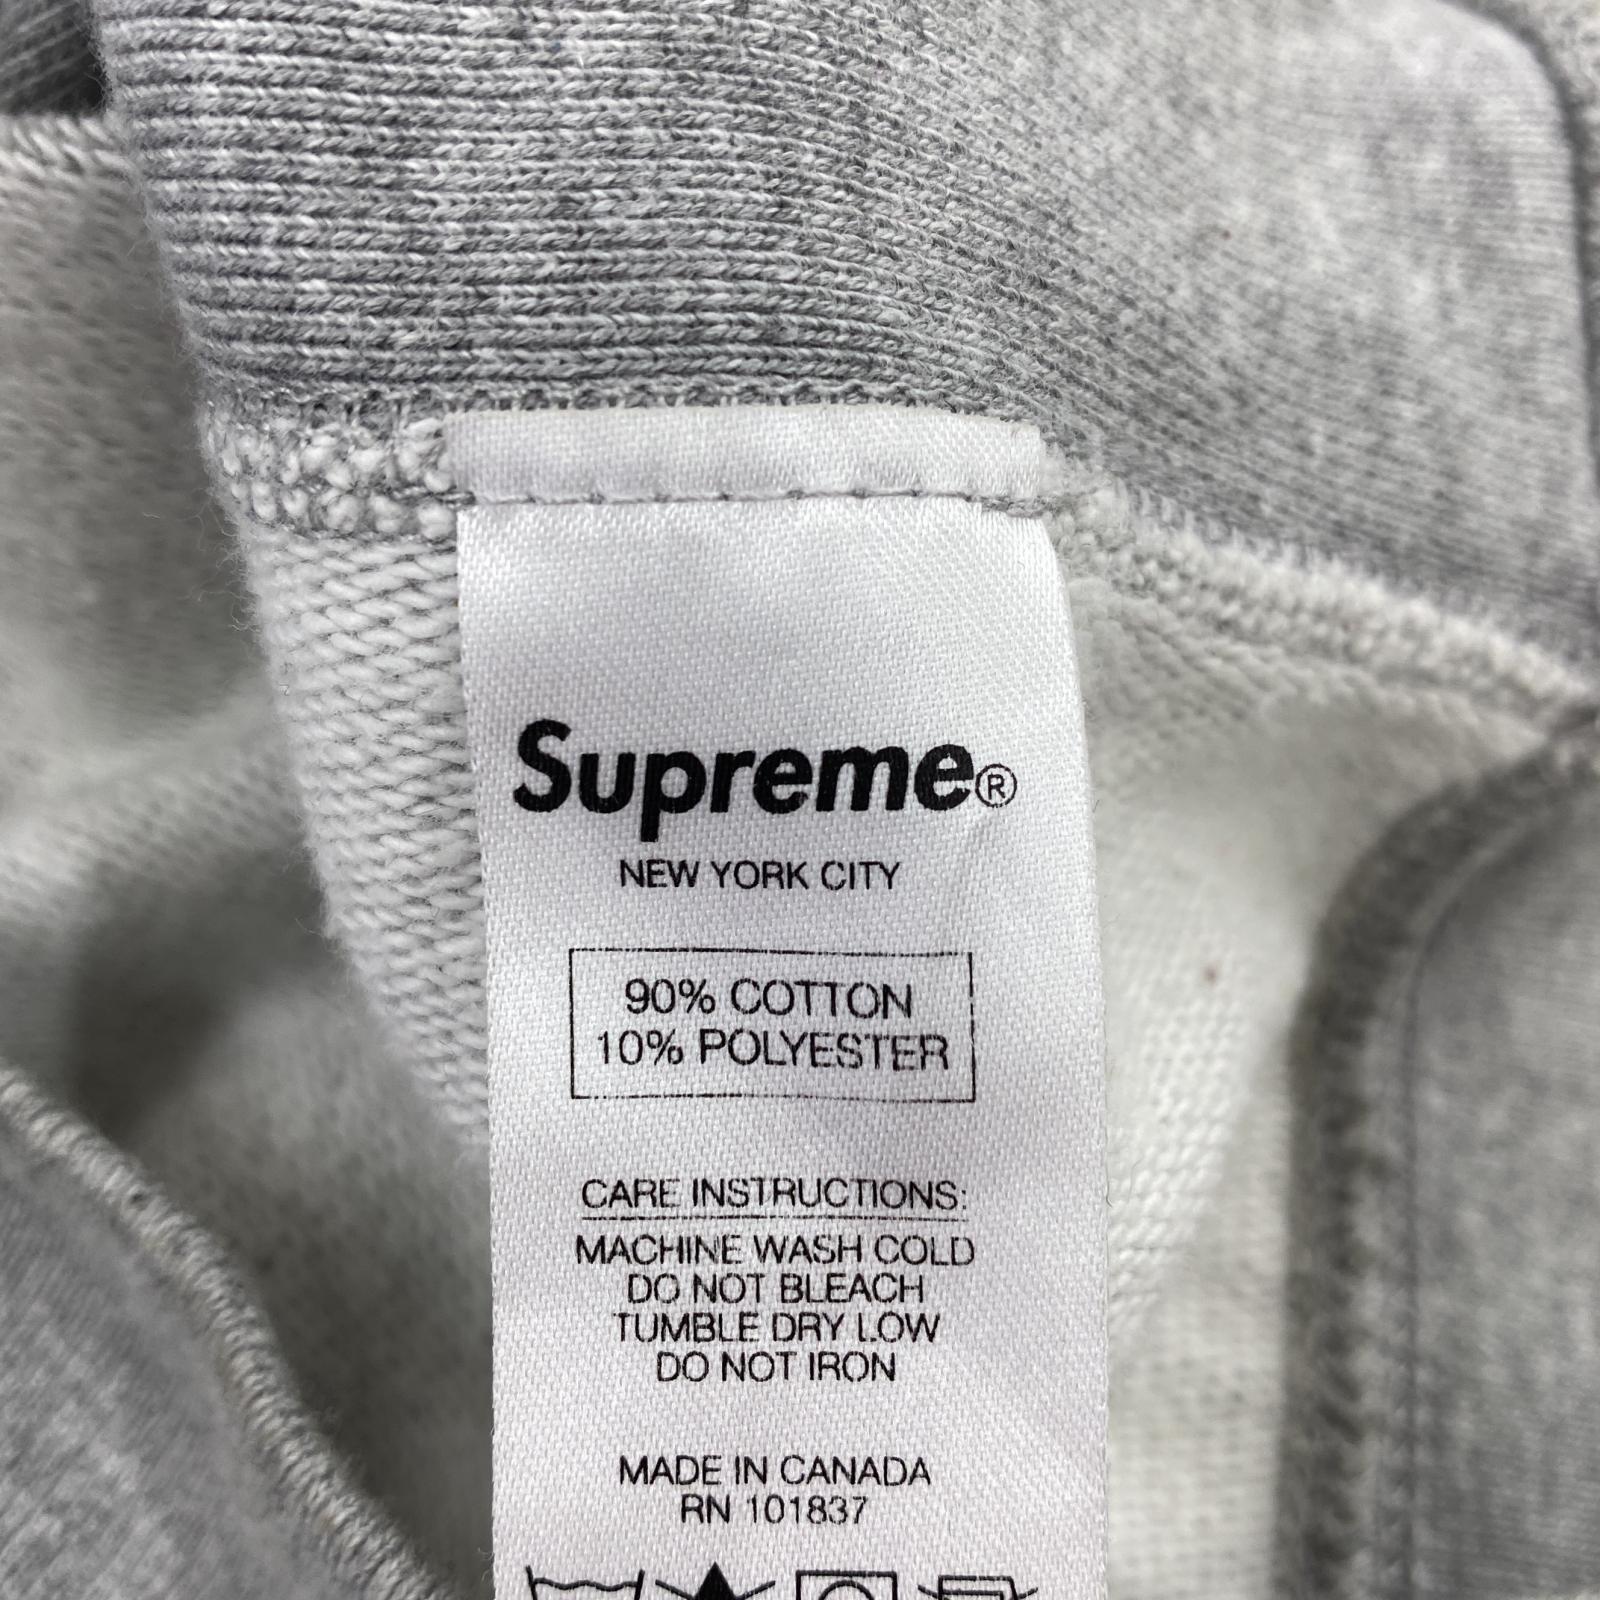 Supreme®
NEW YORK CITY
90% COTTON
10% POLYESTER
CARE INSTRUCTIONS:
MACHINE WASH COLD
DO NOT BLEACH
TUMBLE DRY LOW
DO NOT IRON
MADE IN CANADA
RN 101837